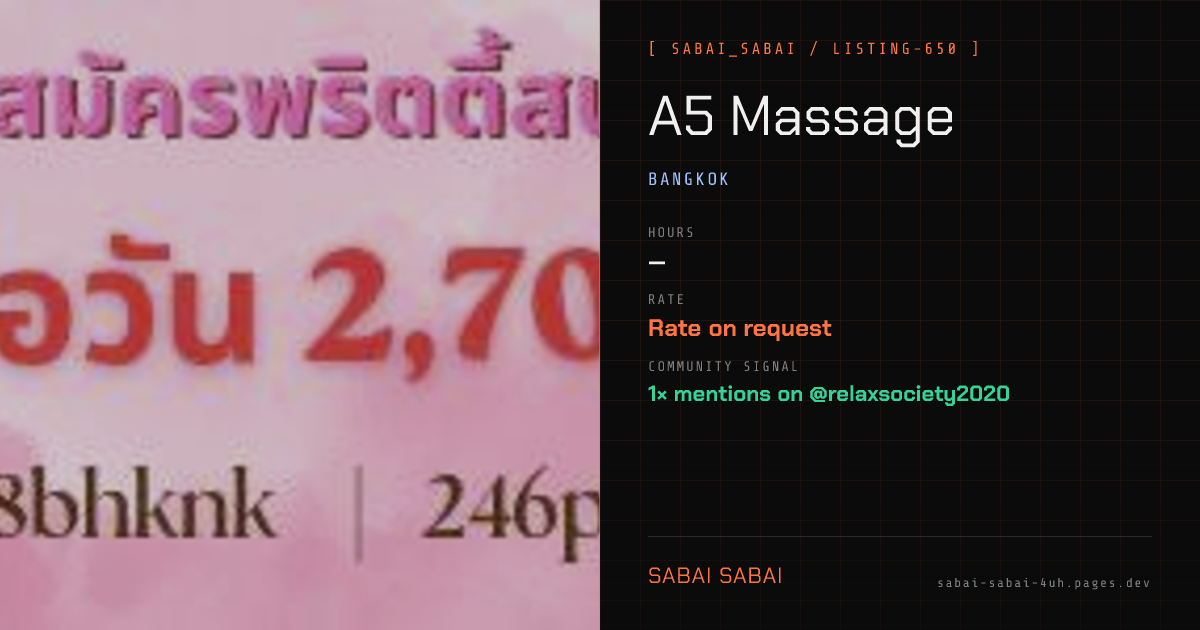 สมัครพริตตี้ส
อวัน 2,70
8bhknk | 246p
[ SABAI_SABAI / LISTING-650 ]
A5 Massage
BANGKOK
HOURS
—
RATE
Rate on request
COMMUNITY SIGNAL
1× mentions on @relaxsociety2020
SABAI SABAI
sabai-sabai-4uh.pages.dev